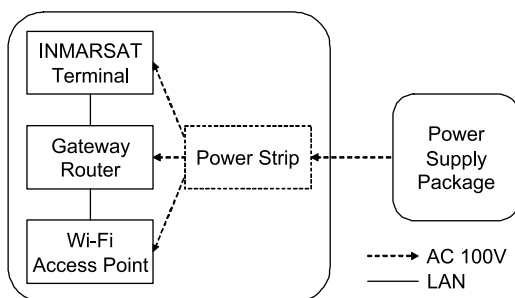 INMARSAT
Terminal
Gateway
Router
Wi-Fi
Access Point
Power Strip
Power
Supply
Package
AC 100V
LAN